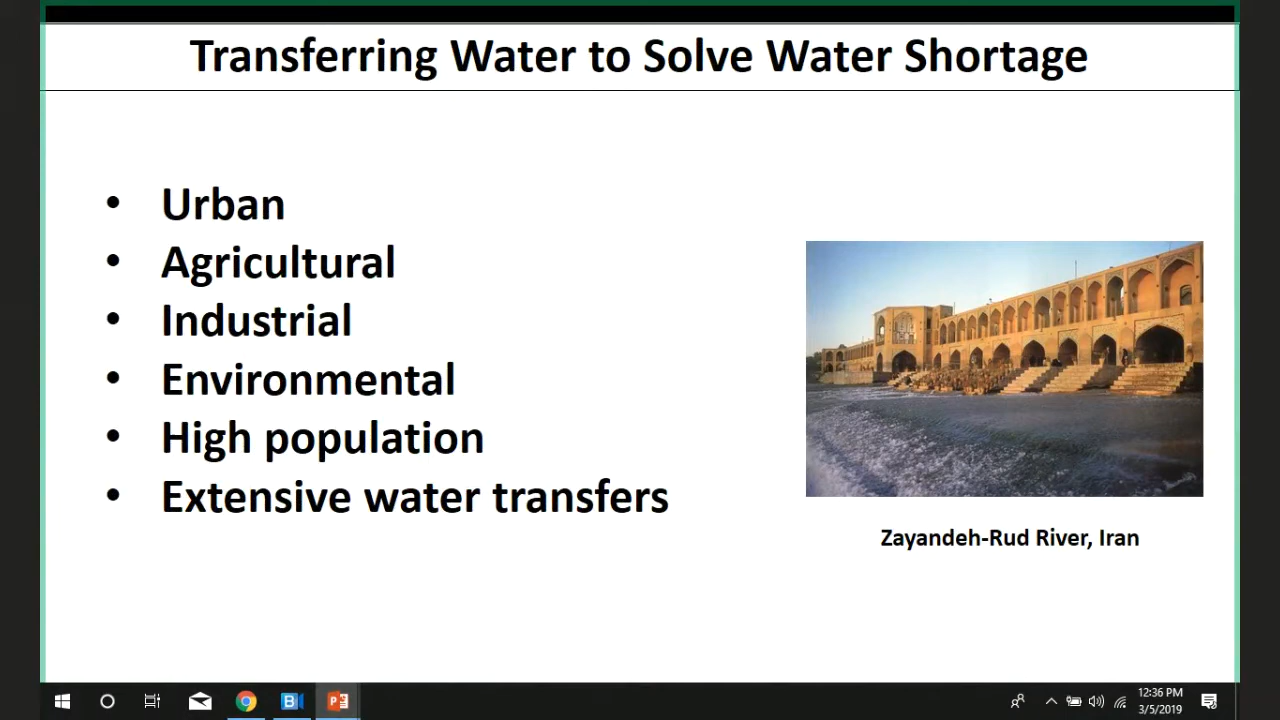 Transferring Water to Solve Water Shortage
• Urban
• Agricultural
• Industrial
• Environmental
• High population
• Extensive water transfers
Zayandeh-Rud River, Iran
B
P
12:36 PM
3/5/2019